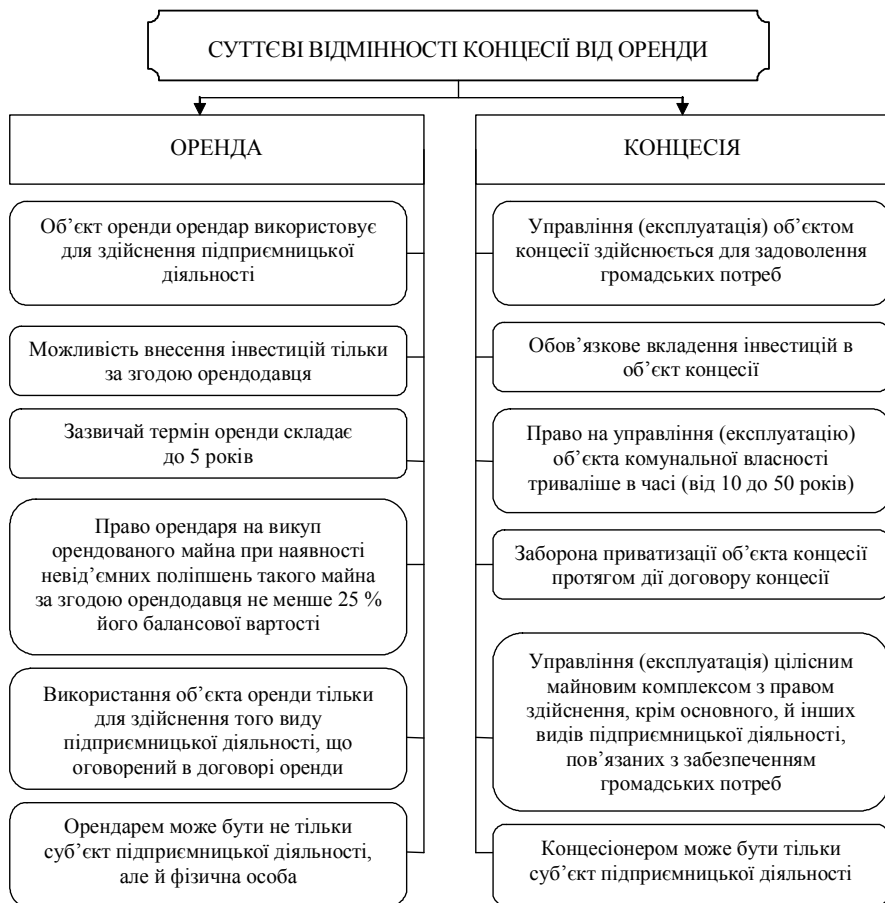 СУТТЄВІ ВІДМІННОСТІ КОНЦЕСІЇ ВІД ОРЕНДИ
ОРЕНДА
Об’єкт оренди орендар використовує
для здійснення підприємницької
діяльності
Можливість внесення інвестицій тільки
за згодою орендодавця
Зазвичай термін оренди складає
до 5 років
Право орендаря на викуп
орендованого майна при наявності
невід’ємних поліпшень такого майна
за згодою орендодавця не менше 25 %
його балансової вартості
Використання об’єкта оренди тільки
для здійснення того виду
підприємницької діяльності, що
оговорений в договорі оренди
Орендарем може бути не тільки
суб’єкт підприємницької діяльності,
але й фізична особа
КОНЦЕСІЯ
Управління (експлуатація) об’єктом
концесії здійснюється для задоволення
громадських потреб
Обов’язкове вкладення інвестицій в
об’єкт концесії
Право на управління (експлуатацію)
об’єкта комунальної власності
триваліше в часі (від 10 до 50 років)
Заборона приватизації об’єкта концесії
протягом дії договору концесії
Управління (експлуатація) цілісним
майновим комплексом з правом
здійснення, крім основного, й інших
видів підприємницької діяльності,
пов’язаних з забезпеченням
громадських потреб
Концесіонером може бути тільки
суб’єкт підприємницької діяльності